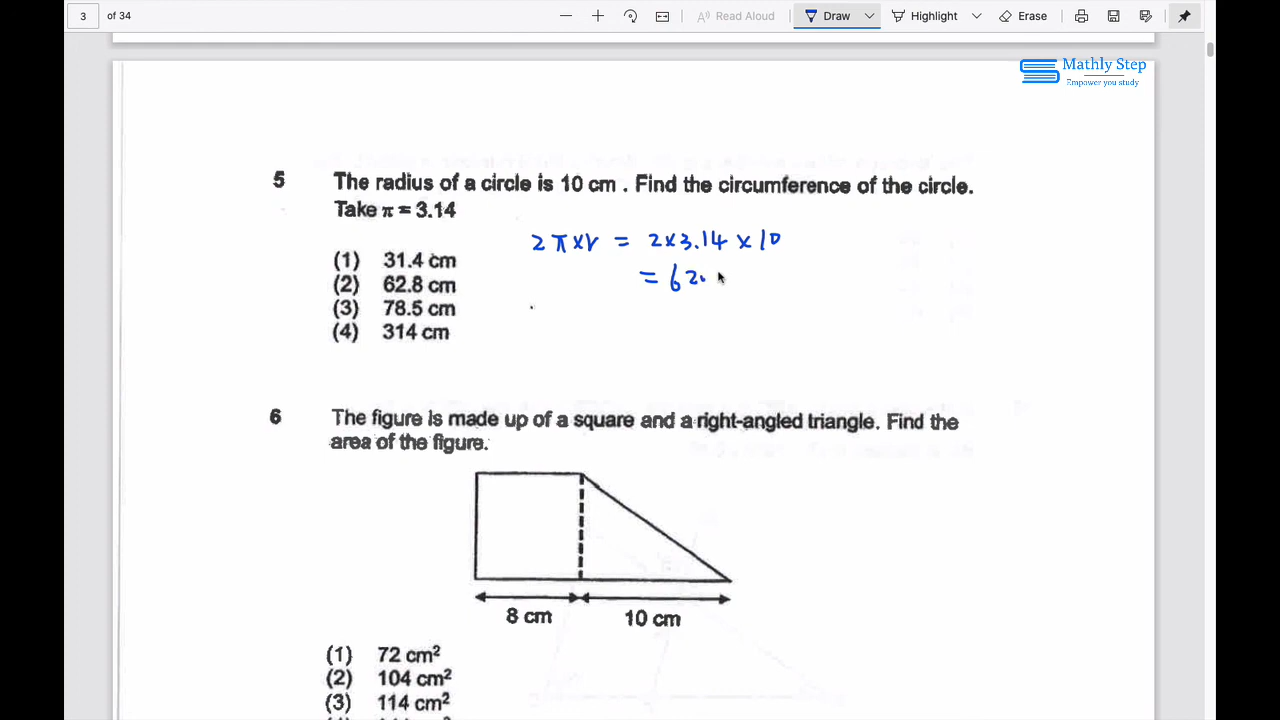 3 of 34
Read Aloud
Draw
Highlight
Erase
Mathly Step
Empower you study
5 The radius of a circle is 10 cm . Find the circumference of the circle.
Take π = 3.14
2π×r = 2×3.14×10
= 62.
(1) 31.4 cm
(2) 62.8 cm
(3) 78.5 cm
(4) 314 cm
6 The figure is made up of a square and a right-angled triangle. Find the
area of the figure.
8 cm 10 cm
(1) 72 cm²
(2) 104 cm²
(3) 114 cm²